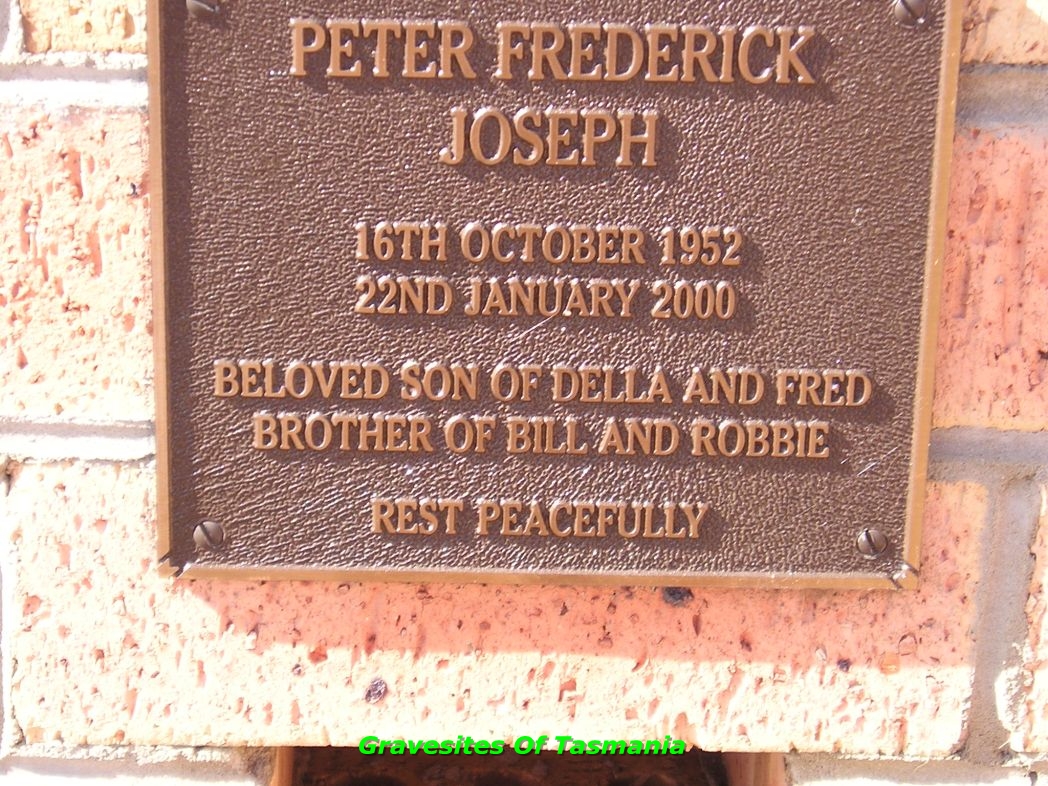 PETER FREDERICK
JOSEPH
16TH OCTOBER 1952
22ND JANUARY 2000
BELOVED SON OF DELLA AND FRED
BROTHER OF BILL AND ROBBIE
REST PEACEFULLY
Gravesites Of Tasmania